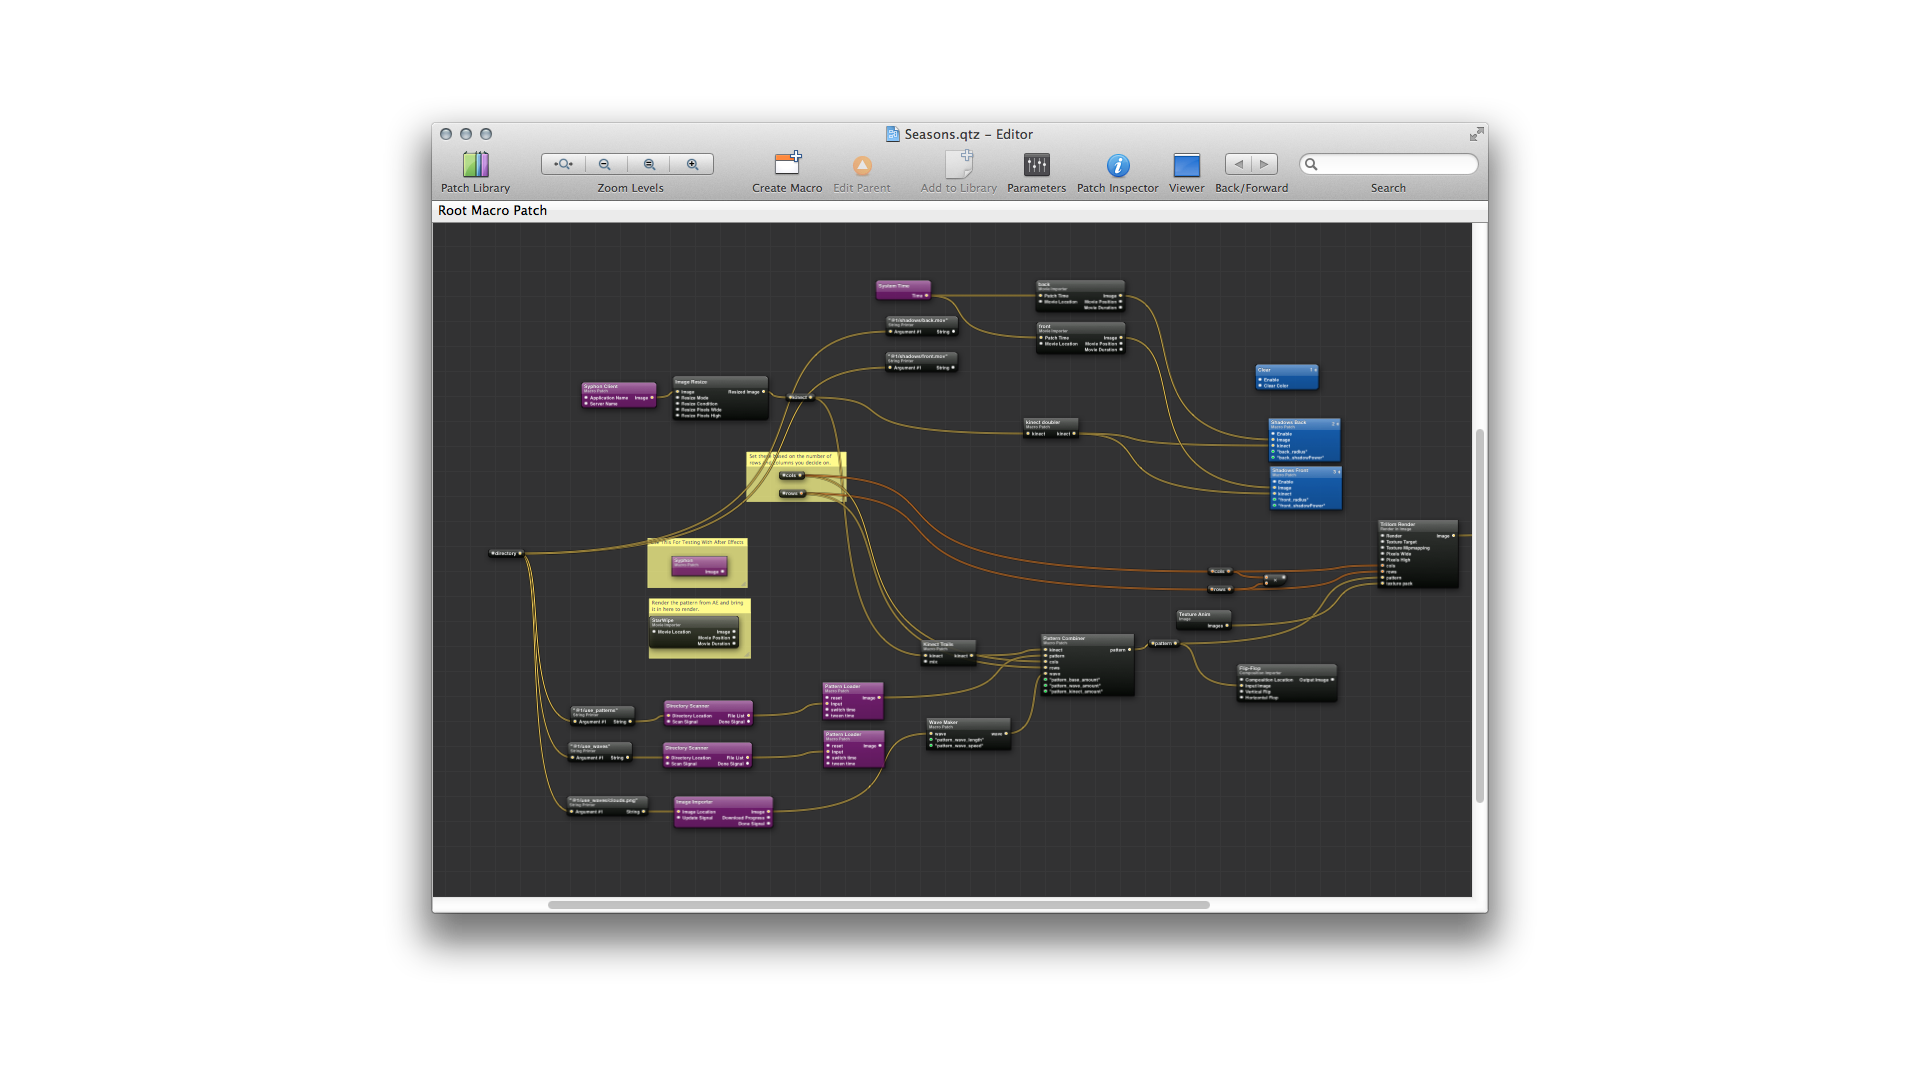 Seasons.qtz – Editor
Patch Library
Zoom Levels
Create Macro
Edit Parent
Add to Library
Parameters
Patch Inspector
Viewer
Back/Forward
Search
Root Macro Patch
System Time
Time
back
Movie Importer
Patch Time Image
Movie Location Movie Position
Movie Duration
"#1/shadows/back.mov"
String Printer
Argument #1 String
front
Movie Importer
Patch Time Image
Movie Location Movie Position
Movie Duration
"#1/shadows/front.mov"
String Printer
Argument #1 String
Clear 1
Enable
Clear Color
Syphon Client
Macro Patch
Application Name Image
Server Name
Image Resize
Image Resized Image
Resize Mode
Resize Condition
Resize Pixels Wide
Resize Pixels High
kinect
kinect doubler
Macro Patch
kinect kinect
Shadows Back 2
Macro Patch
Enable
Image
kinect
"back_radius"
"back_shadowPower"
Shadows Front 3
Macro Patch
Enable
Image
kinect
"front_radius"
"front_shadowPower"
Set these based on the number of
rows and columns you decide on.
cols
rows
directory
This For Testing With After Effects
Macro Patch
Image
Render the pattern from AE and bring
it in here to render.
StarWipe
Movie Importer
Movie Location Image
Movie Position
Movie Duration
Render in Image
Render Image
Texture Target
Texture Mipmapping
Pixels Wide
Pixels High
cols
rows
pattern
texture pack
cols
rows
Texture Anim
Image
Images
Kinect Trails
Macro Patch
kinect kinect
mix
Pattern Combiner
Macro Patch
kinect pattern
pattern
cols
rows
wave
"pattern_base_amount"
"pattern_wave_amount"
"pattern_kinect_amount"
pattern
Flip-Flop
Composition Importer
Composition Location Output Image
Input Image
Vertical Flip
Horizontal Flop
Pattern Loader
Macro Patch
reset Image
Input
switch time
tween time
"#1/use_patterns"
String Printer
Argument #1 String
Directory Scanner
Directory Location File List
Scan Signal Done Signal
Wave Maker
Macro Patch
wave wave
"pattern_wave_length"
"pattern_wave_speed"
Pattern Loader
Macro Patch
reset Image
Input
switch time
tween time
"#1/use_waves"
String Printer
Argument #1 String
Directory Scanner
Directory Location File List
Scan Signal Done Signal
"#1/use_waves/clouds.png"
String Printer
Argument #1 String
Image Importer
Image Location Image
Update Signal Download Progress
Done Signal